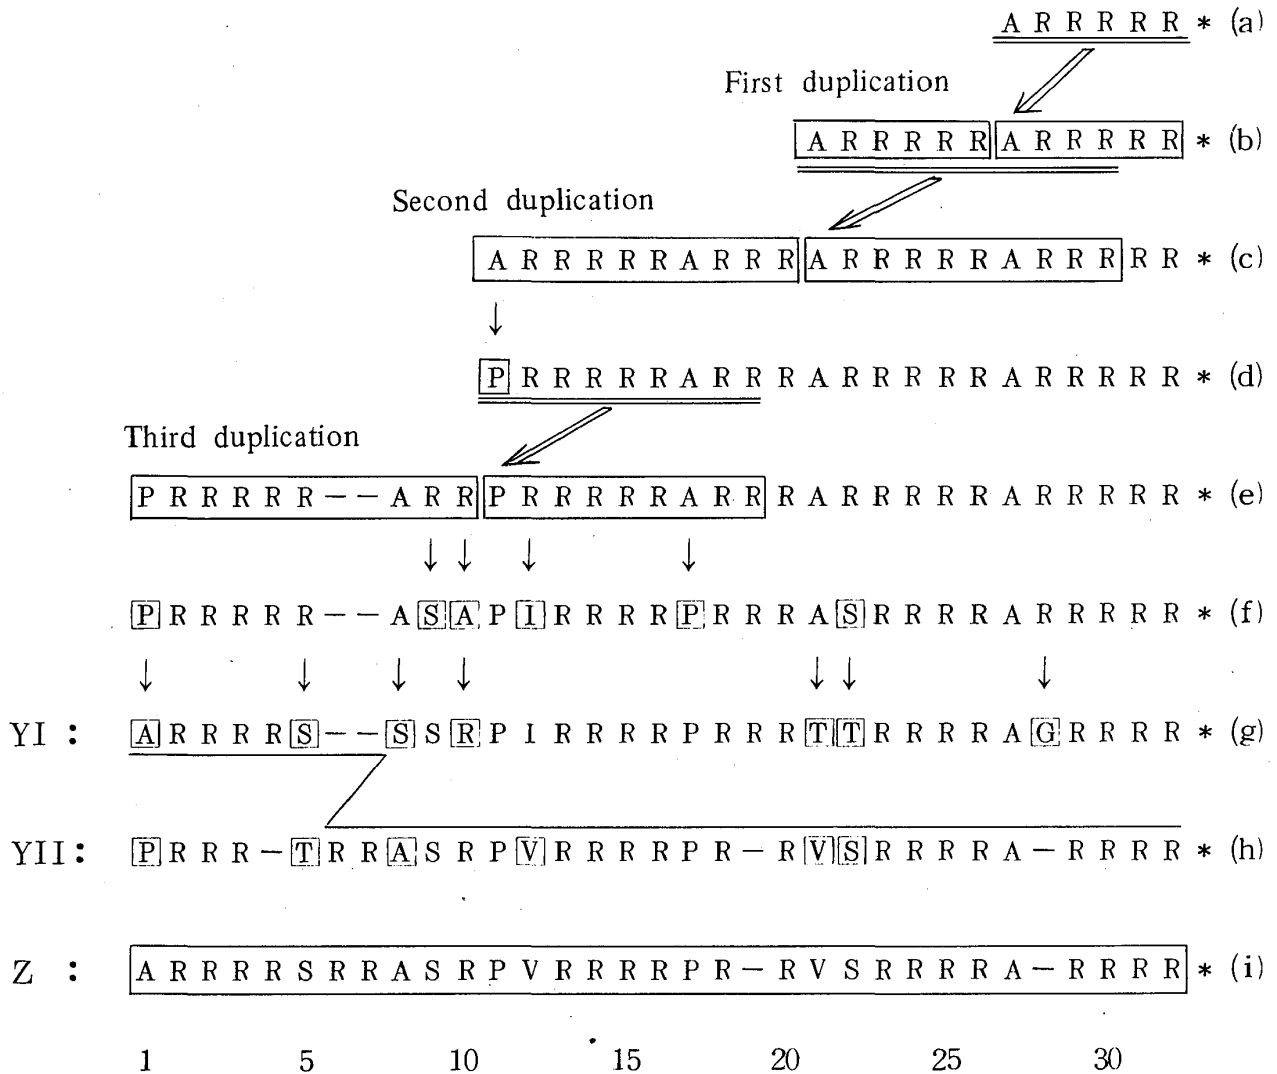 A R R R R R * (a)
First duplication
A R R R R R A R R R R R * (b)
Second duplication
A R R R R R A R R R A R R R R R A R R R R R * (c)
P R R R R R A R R R A R R R R R A R R R R R * (d)
Third duplication
P R R R R R — — A R R P R R R R R A R R R A R R R R R A R R R R R * (e)
P R R R R R — — A S A P I R R R R P R R R A S R R R R A R R R R R * (f)
YI : A R R R R S — — S S R P I R R R R P R R R T T R R R R A G R R R R * (g)
YII : P R R R — T R R A S R P V R R R R P R — R V S R R R R A — R R R R * (h)
Z : A R R R R S R R A S R P V R R R R P R — R V S R R R R A — R R R R * (i)
1 5 10 15 20 25 30